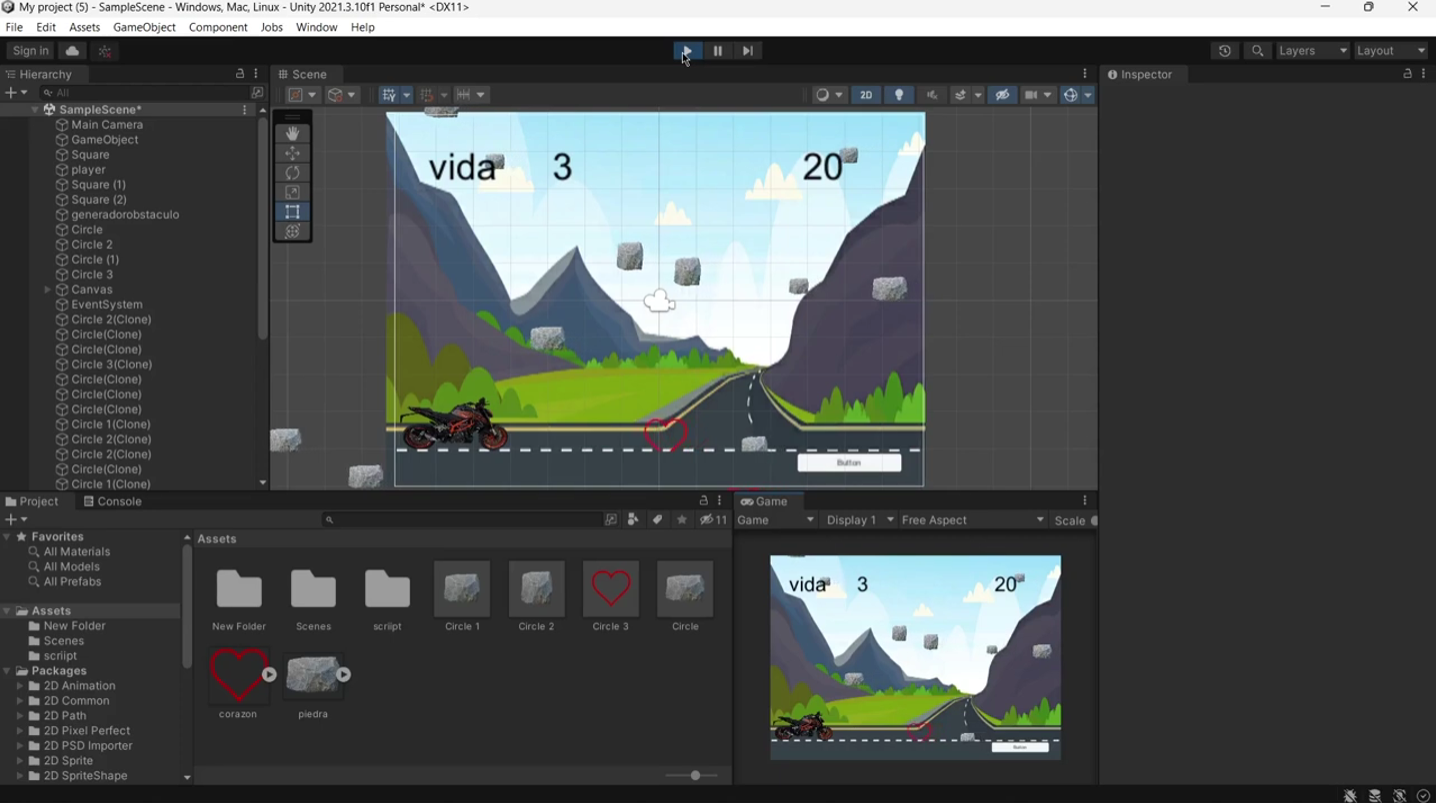 My project (5) - SampleScene - Windows, Mac, Linux - Unity 2021.3.10f1 Personal* <DX11>
File Edit Assets GameObject Component Jobs Window Help
Sign in Layers Layout
Hierarchy
All
SampleScene*
Main Camera
GameObject
Square
player
Square (1)
Square (2)
generadorobstaculo
Circle
Circle 2
Circle (1)
Circle 3
Canvas
EventSystem
Circle 2(Clone)
Circle(Clone)
Circle(Clone)
Circle 3(Clone)
Circle(Clone)
Circle(Clone)
Circle(Clone)
Circle 1(Clone)
Circle 2(Clone)
Circle 2(Clone)
Circle(Clone)
Circle 1(Clone)
Scene
2D
vida 3 20
Button
Inspector
Project Console
11
Favorites
All Materials
All Models
All Prefabs
Assets
New Folder
Scenes
scriipt
Packages
2D Animation
2D Common
2D Path
2D Pixel Perfect
2D PSD Importer
2D Sprite
2D SpriteShape
Assets
New Folder Scenes scriipt Circle 1 Circle 2 Circle 3 Circle
corazon piedra
Game
Game Display 1 Free Aspect Scale
vida 3 20
Button